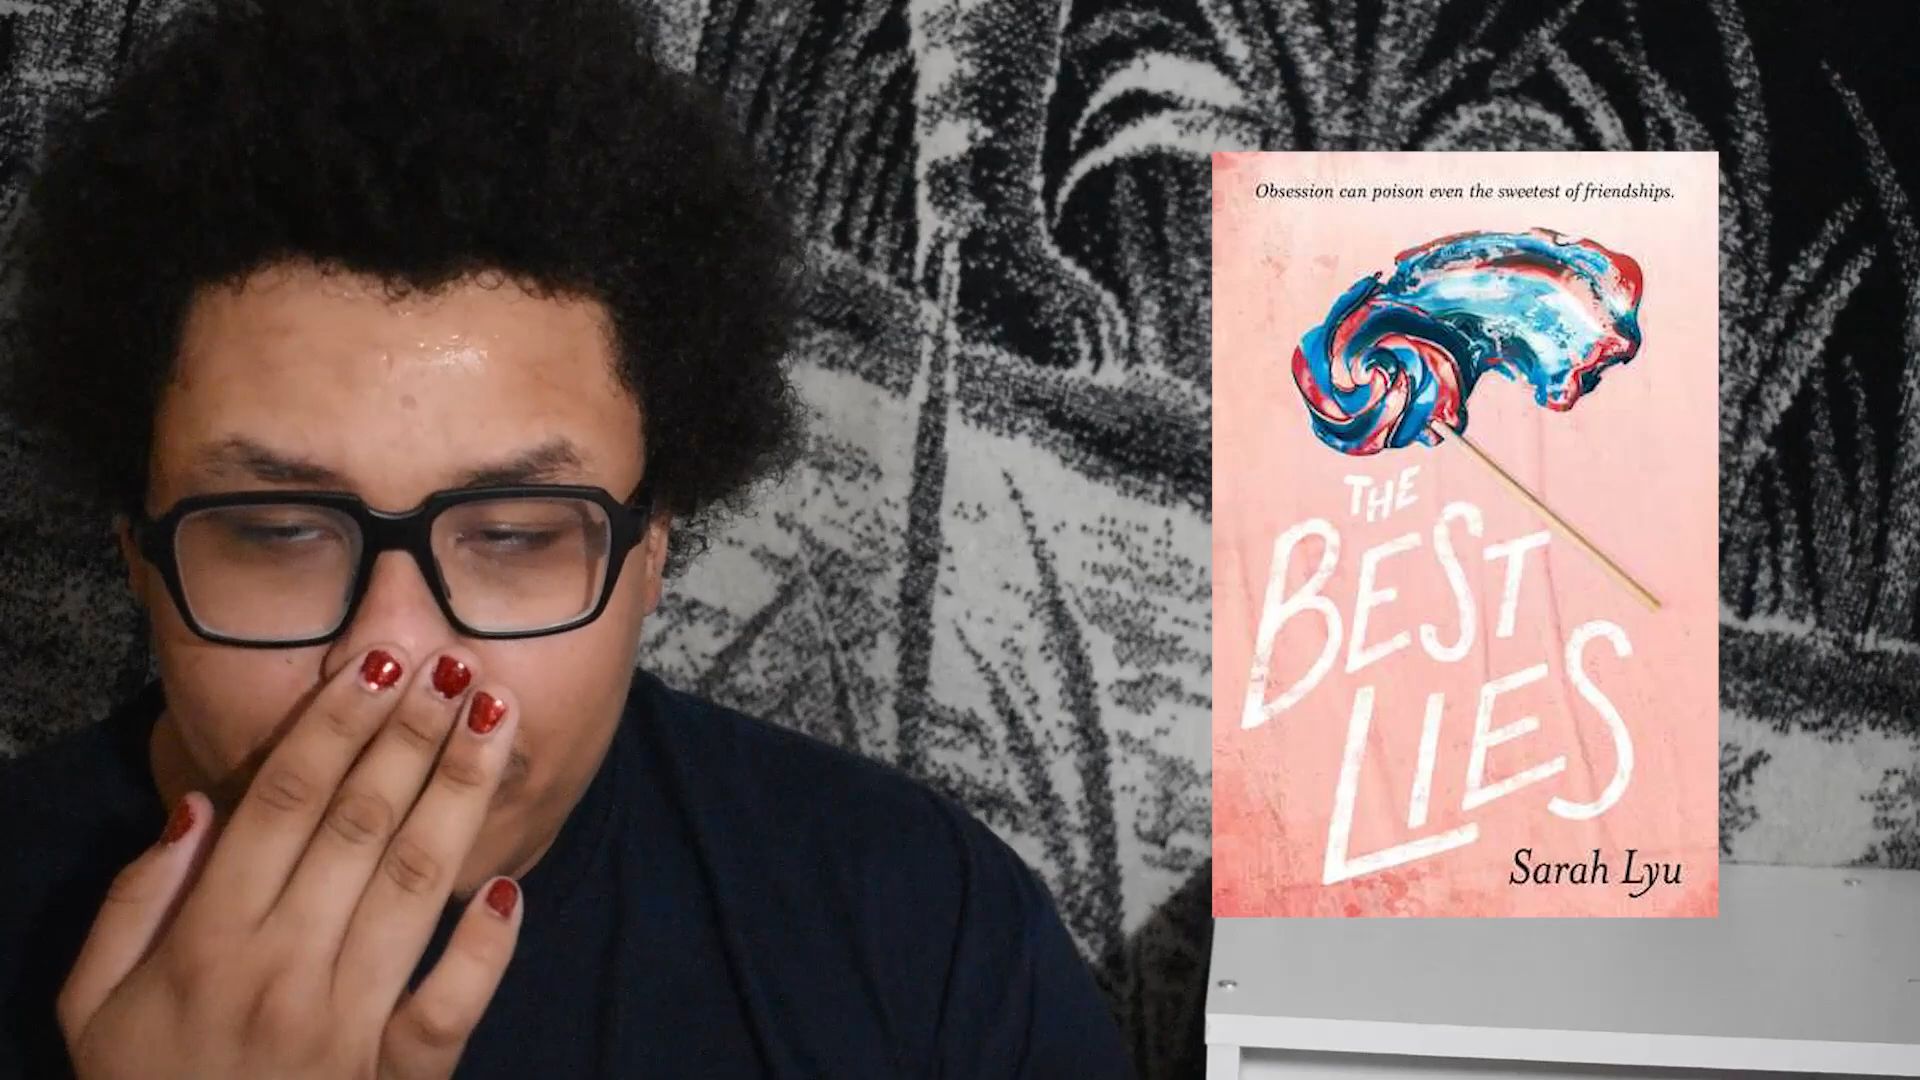 Obsession can poison even the sweetest of friendships.
THE
BEST
LIES
Sarah Lyu